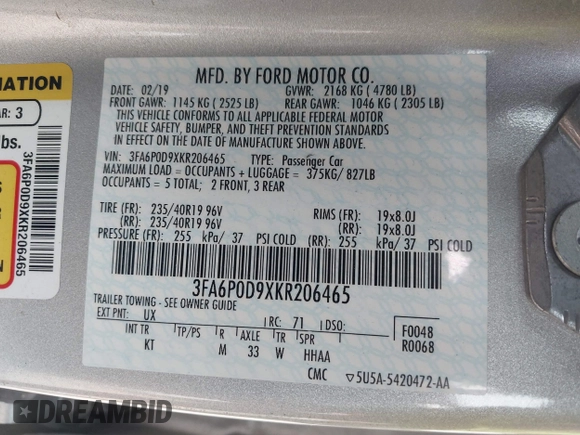 MFD. BY FORD MOTOR CO.
DATE: 02/19 GVWR: 2168 KG ( 4780 LB)
FRONT GAWR: 1145 KG ( 2525 LB) REAR GAWR: 1046 KG ( 2305 LB)
THIS VEHICLE CONFORMS TO ALL APPLICABLE FEDERAL MOTOR
VEHICLE SAFETY, BUMPER, AND THEFT PREVENTION STANDARDS
IN EFFECT ON THE DATE OF MANUFACTURE SHOWN ABOVE.
VIN: 3FA6P0D9XKR206465 TYPE: Passenger Car
MAXIMUM LOAD = OCCUPANTS + LUGGAGE = 375KG/ 827LB
OCCUPANTS = 5 TOTAL; 2 FRONT, 3 REAR
TIRE (FR): 235/40R19 96V RIMS (FR): 19x8.0J
(RR): 235/40R19 96V (RR): 19x8.0J
PRESSURE (FR): 255 kPa/ 37 PSI COLD (RR): 255 kPa/ 37 PSI COLD
3FA6P0D9XKR206465
TRAILER TOWING - SEE OWNER GUIDE
EXT PNT: UX RC: 71 DSO: F0048
INT TR TP/PS R AXLE TR SPR R0068
KT M 33 W HHAA
CMC ▽5U5A-5420472-AA
NATION
AR: 3
lbs.
3FA6P0D9XKR206465
DREAMBID